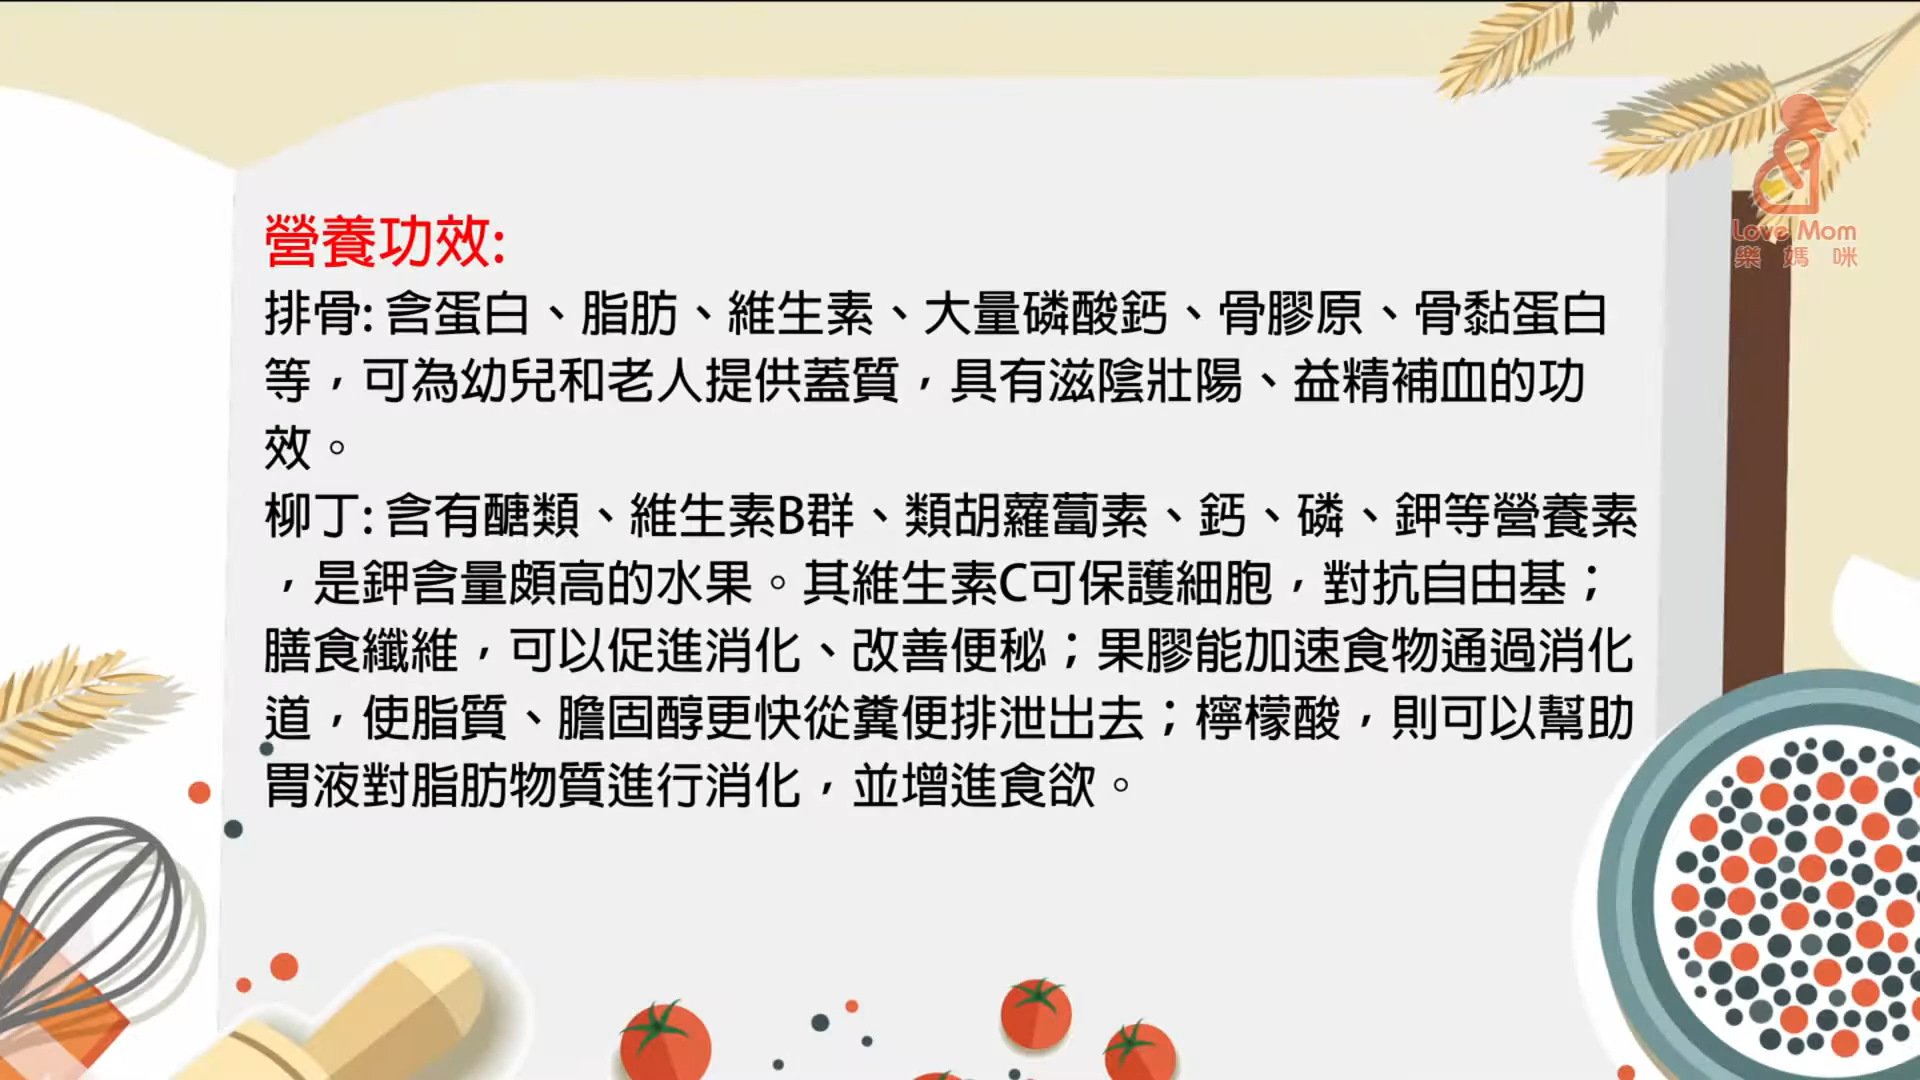 營養功效:
排骨: 含蛋白、脂肪、維生素、大量磷酸鈣、骨膠原、骨黏蛋白
等，可為幼兒和老人提供蓋質，具有滋陰壯陽、益精補血的功
效。
柳丁: 含有醣類、維生素B群、類胡蘿蔔素、鈣、磷、鉀等營養素
，是鉀含量頗高的水果。其維生素C可保護細胞，對抗自由基；
膳食纖維，可以促進消化、改善便秘；果膠能加速食物通過消化
道，使脂質、膽固醇更快從糞便排泄出去；檸檬酸，則可以幫助
胃液對脂肪物質進行消化，並增進食欲。
Love Mom
樂媽咪